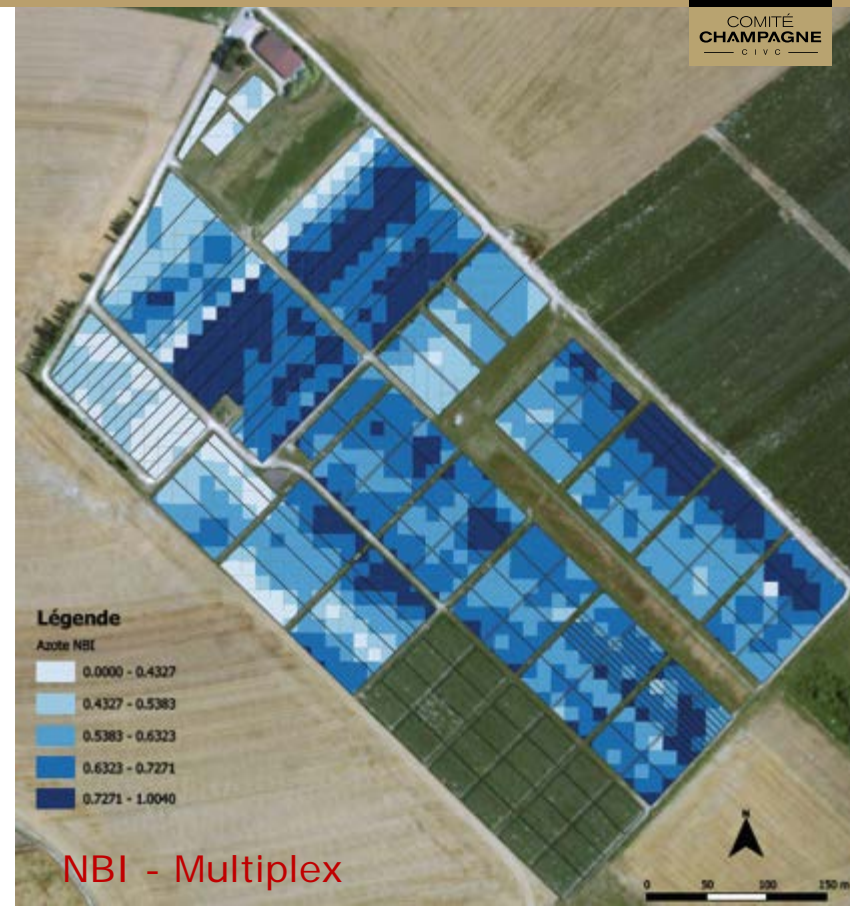 COMITÉ
CHAMPAGNE
CIVC
Légende
Azote NBI
0.0000 - 0.4327
0.4327 - 0.5383
0.5383 - 0.6323
0.6323 - 0.7271
0.7271 - 1.0040
NBI - Multiplex
N
0 50 100 150 m